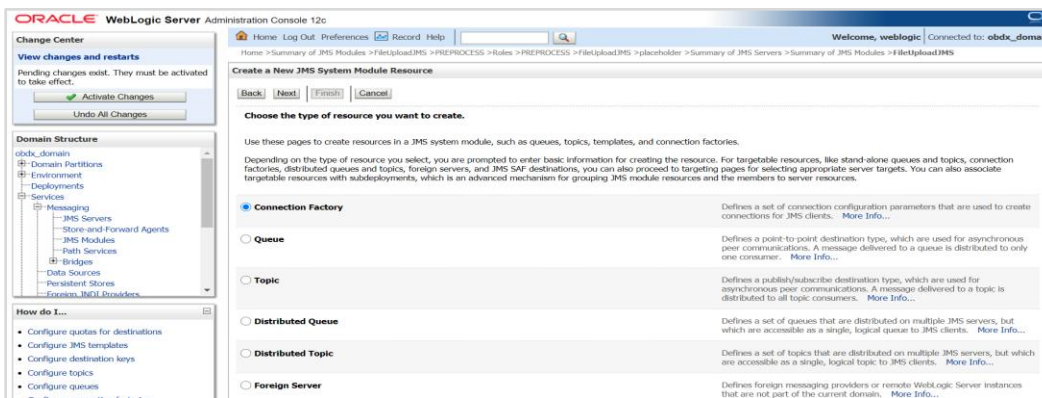 ORACLE WebLogic Server Administration Console 12c
Change Center
View changes and restarts
Pending changes exist. They must be activated
to take effect.
Activate Changes
Undo All Changes
Domain Structure
obdx_domain
Domain Partitions
Environment
Deployments
Services
Messaging
JMS Servers
Store-and-Forward Agents
JMS Modules
Path Services
Bridges
Data Sources
Persistent Stores
Foreign JNDI Providers
How do I...
Configure quotas for destinations
Configure JMS templates
Configure destination keys
Configure topics
Configure queues
Home Log Out Preferences Record Help
Welcome, weblogic Connected to: obdx_doma
Home >Summary of JMS Modules >FileUploadJMS >PREPROCESS >Roles >PREPROCESS >FileUploadJMS >placeholder >Summary of JMS Servers >Summary of JMS Modules >FileUploadJMS
Create a New JMS System Module Resource
Back Next Finish Cancel
Choose the type of resource you want to create.
Use these pages to create resources in a JMS system module, such as queues, topics, templates, and connection factories.
Depending on the type of resource you select, you are prompted to enter basic information for creating the resource. For targetable resources, like stand-alone queues and topics, connection
factories, distributed queues and topics, foreign servers, and JMS SAF destinations, you can also proceed to targeting pages for selecting appropriate server targets. You can also associate
targetable resources with subdeployments, which is an advanced mechanism for grouping JMS module resources and the members to server resources.
Connection Factory
Defines a set of connection configuration parameters that are used to create
connections for JMS clients. More Info...
Queue
Defines a point-to-point destination type, which are used for asynchronous
peer communications. A message delivered to a queue is distributed to only
one consumer. More Info...
Topic
Defines a publish/subscribe destination type, which are used for
asynchronous peer communications. A message delivered to a topic is
distributed to all topic consumers. More Info...
Distributed Queue
Defines a set of queues that are distributed on multiple JMS servers, but
which are accessible as a single, logical queue to JMS clients. More Info...
Distributed Topic
Defines a set of topics that are distributed on multiple JMS servers, but which
are accessible as a single, logical topic to JMS clients. More Info...
Foreign Server
Defines foreign messaging providers or remote WebLogic Server instances
that are not part of the current domain. More Info...